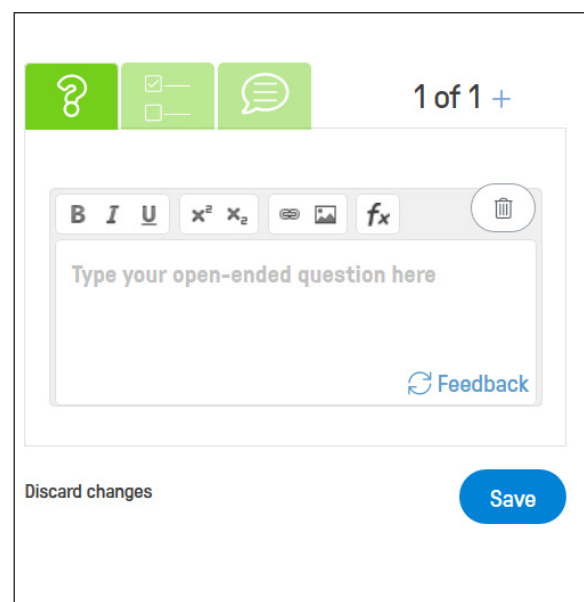 1 of 1 +
B I U x² x₂ fx
Type your open-ended question here
Feedback
Discard changes
Save